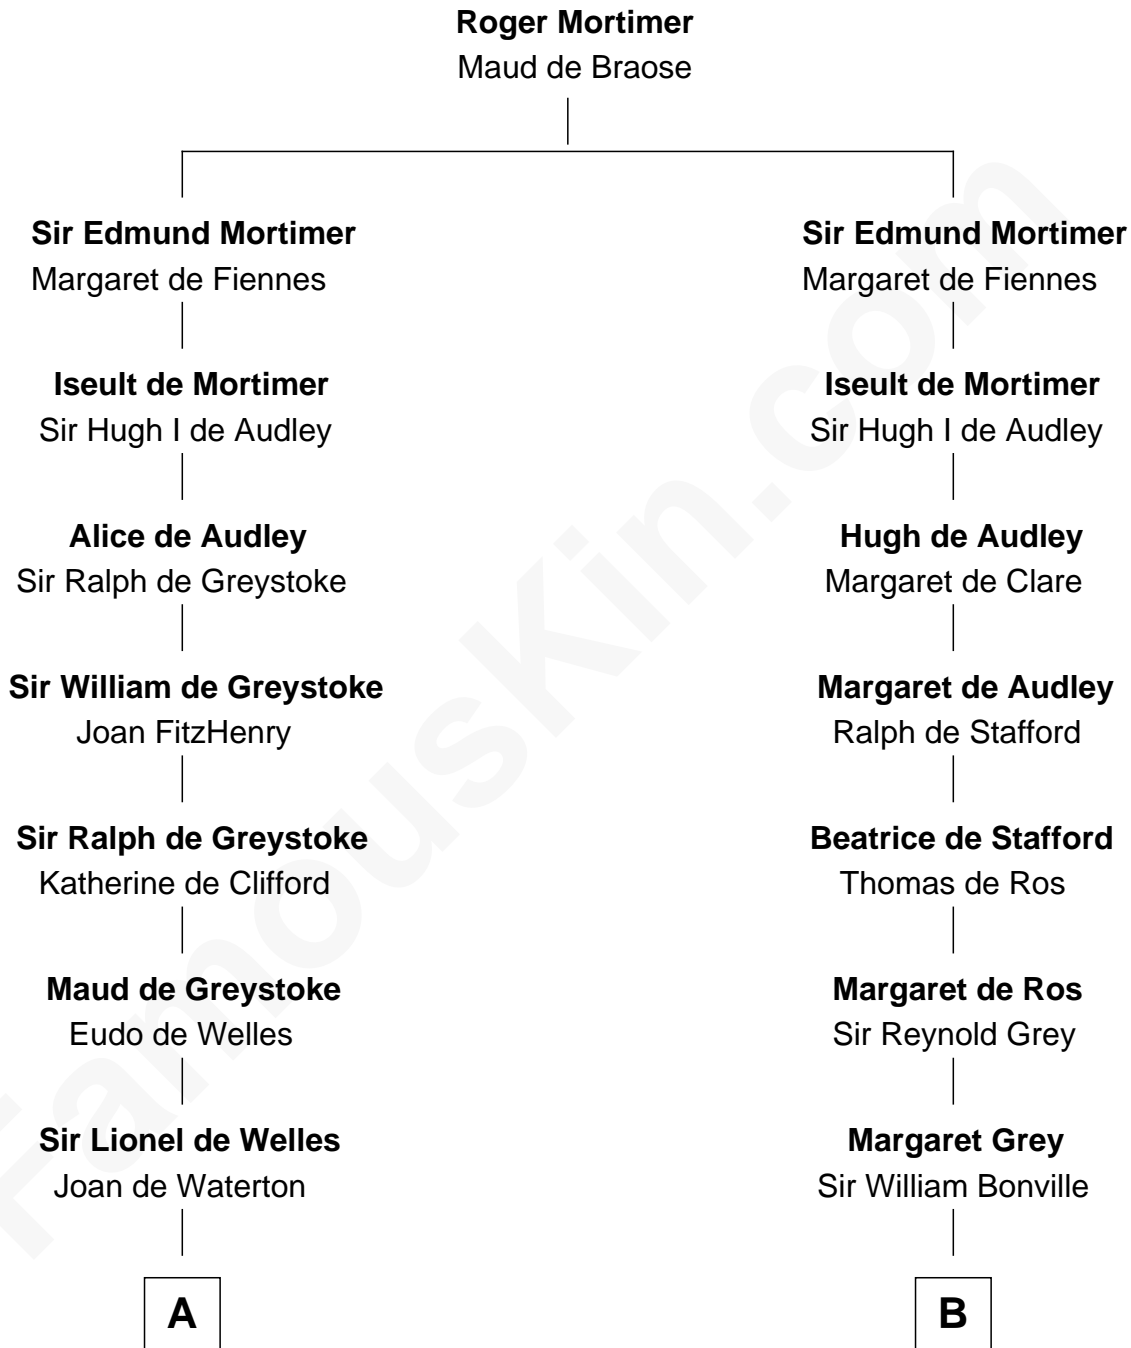 Roger Mortimer
Maud de Braose
Sir Edmund Mortimer
Margaret de Fiennes
Sir Edmund Mortimer
Margaret de Fiennes
Iseult de Mortimer
Sir Hugh I de Audley
Iseult de Mortimer
Sir Hugh I de Audley
Alice de Audley
Sir Ralph de Greystoke
Hugh de Audley
Margaret de Clare
Sir William de Greystoke
Joan FitzHenry
Margaret de Audley
Ralph de Stafford
Sir Ralph de Greystoke
Katherine de Clifford
Beatrice de Stafford
Thomas de Ros
Maud de Greystoke
Eudo de Welles
Margaret de Ros
Sir Reynold Grey
Sir Lionel de Welles
Joan de Waterton
Margaret Grey
Sir William Bonville
A
B
FamousKin.com